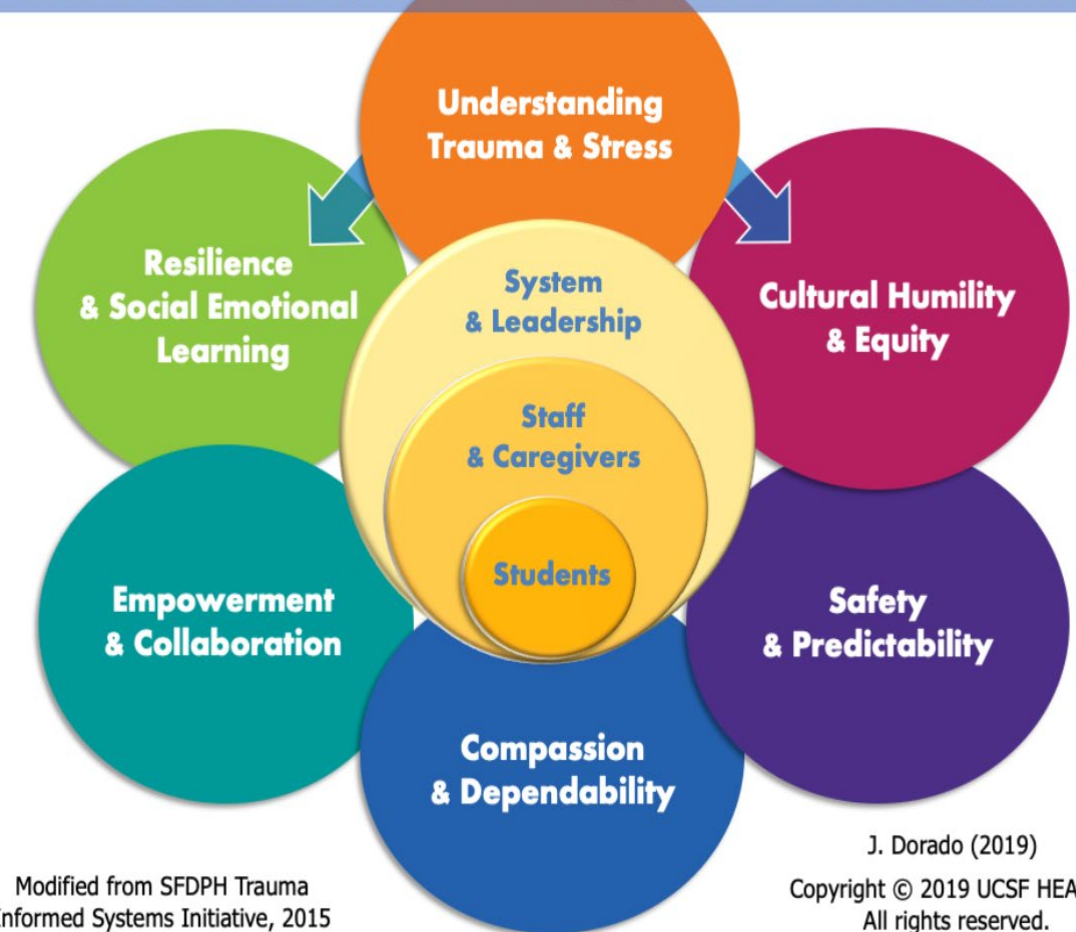 Understanding
Trauma & Stress
Resilience
& Social Emotional
Learning
System
& Leadership
Cultural Humility
& Equity
Staff
& Caregivers
Students
Empowerment
& Collaboration
Safety
& Predictability
Compassion
& Dependability
Modified from SFDPH Trauma
Informed Systems Initiative, 2015
J. Dorado (2019)
Copyright © 2019 UCSF HEA
All rights reserved.